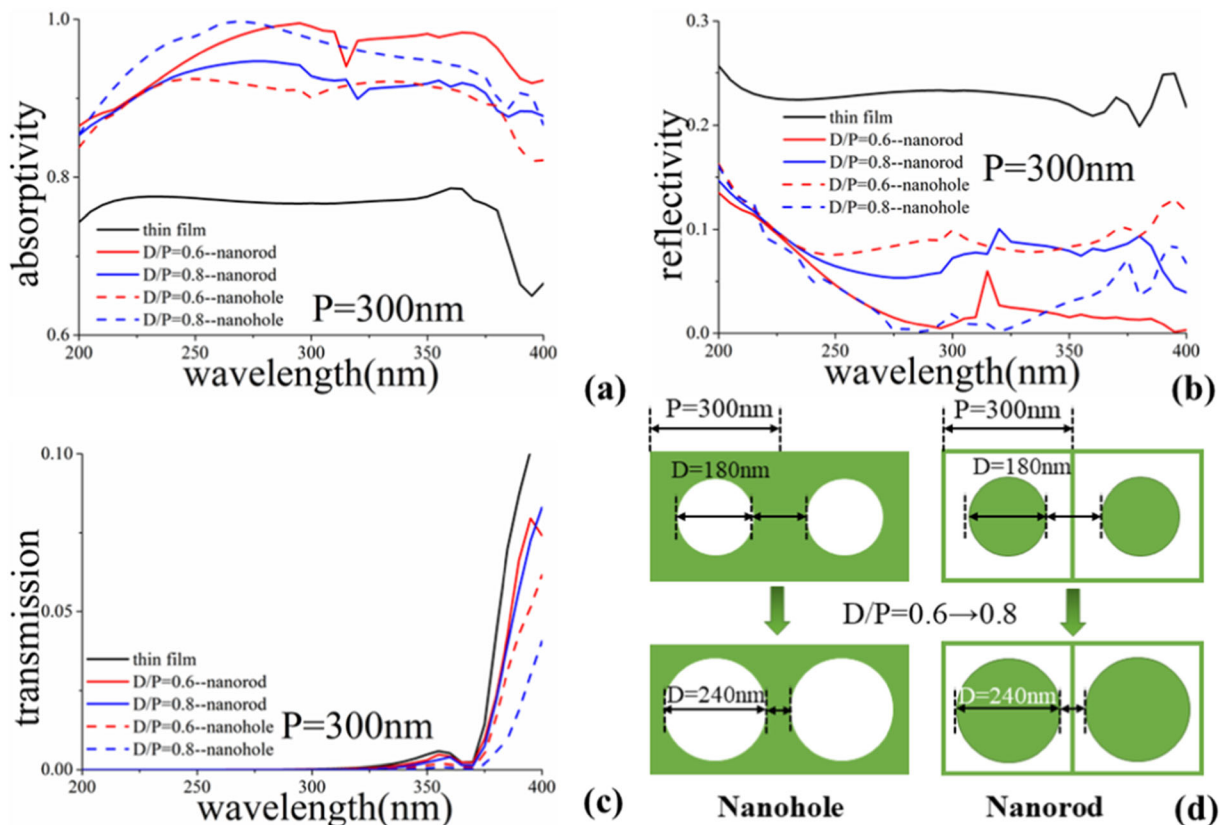 1.0
0.8
0.6
absorptivity
thin film
D/P=0.6--nanorod
D/P=0.8--nanorod
D/P=0.6--nanohole
D/P=0.8--nanohole
P=300nm
200
250
300
350
400
wavelength(nm)
(a)
0.3
0.2
0.1
0.0
reflectivity
thin film
D/P=0.6--nanorod
D/P=0.8--nanorod
D/P=0.6--nanohole
D/P=0.8--nanohole
P=300nm
200
250
300
350
400
wavelength(nm)
(b)
0.10
0.05
0.00
transmission
thin film
D/P=0.6--nanorod
D/P=0.8--nanorod
D/P=0.6--nanohole
D/P=0.8--nanohole
P=300nm
200
250
300
350
400
wavelength(nm)
(c)
P=300nm
P=300nm
D=180nm
D=180nm
D/P=0.6→0.8
D=240nm
D=240nm
Nanohole
Nanorod
(d)